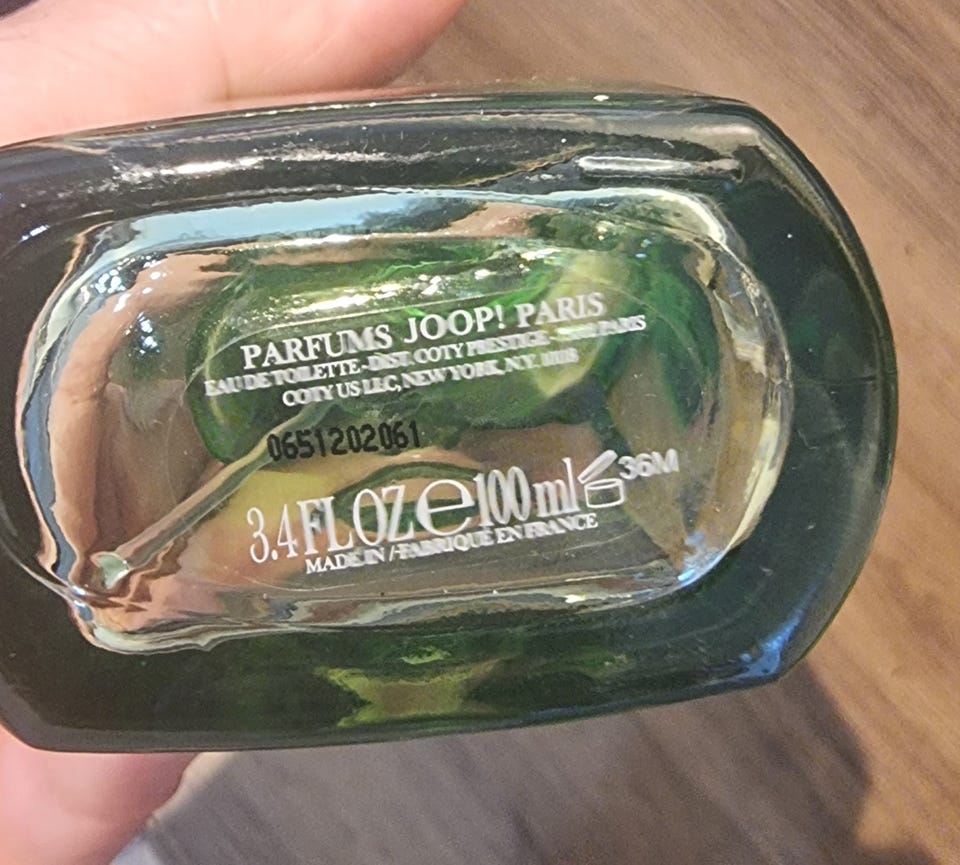 PARFUMS JOOP! PARIS
EAU DE TOILETTE - DIST. COTY PRESTIGE - PARIS
COTY US LLC, NEW YORK, N.Y. 10118
0651202061
3.4 FL OZ e 100 ml 36M
MADE IN / FABRIQUÉ EN FRANCE